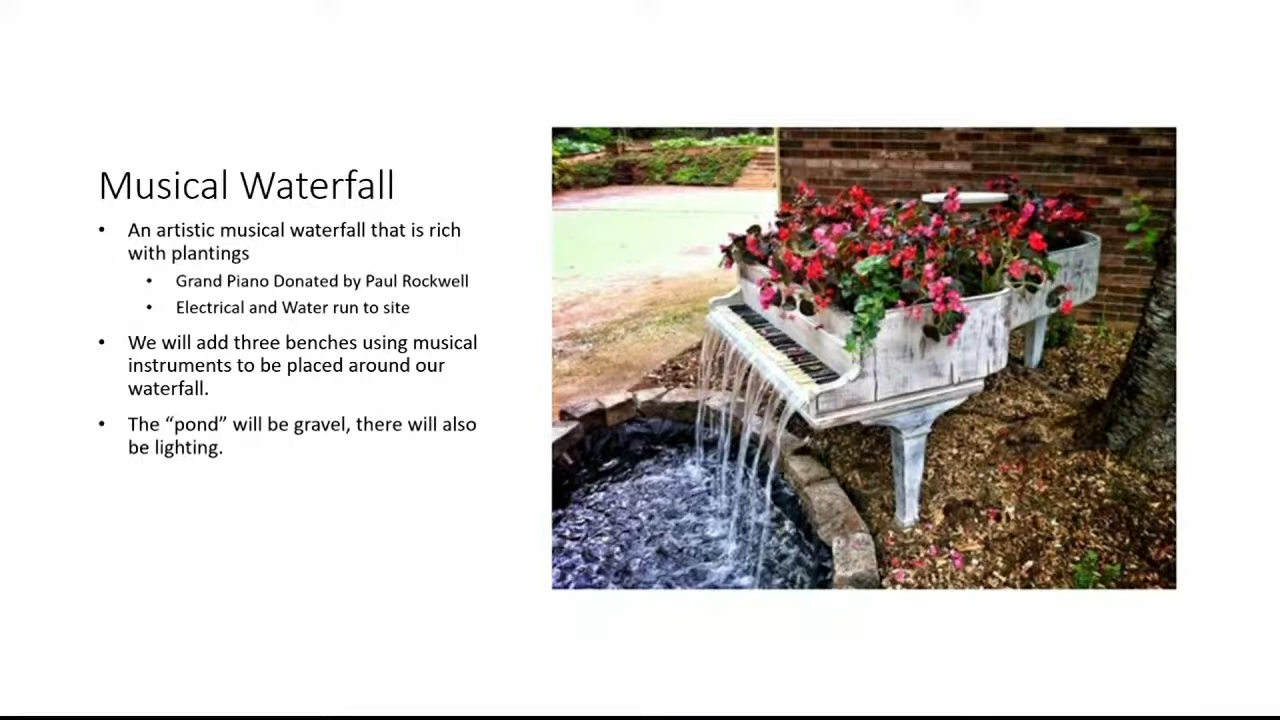 Musical Waterfall
• An artistic musical waterfall that is rich
with plantings
• Grand Piano Donated by Paul Rockwell
• Electrical and Water run to site
• We will add three benches using musical
instruments to be placed around our
waterfall.
• The “pond” will be gravel, there will also
be lighting.